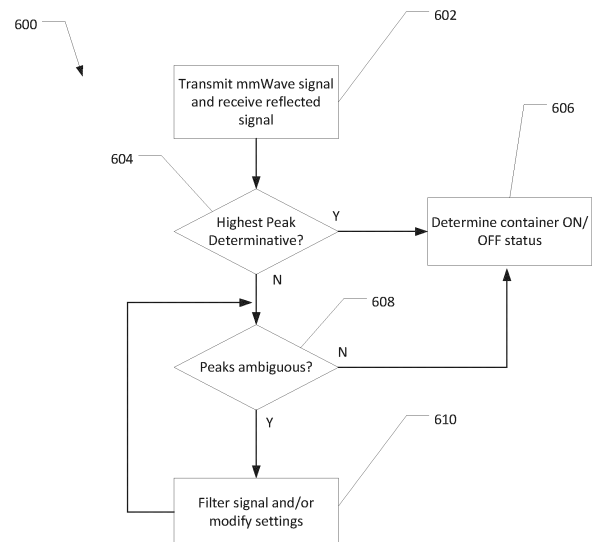 600
602
Transmit mmWave signal
and receive reflected
signal
604
606
Highest Peak
Determinative?
Y
Determine container ON/
OFF status
N
608
Peaks ambiguous?
N
Y
610
Filter signal and/or
modify settings